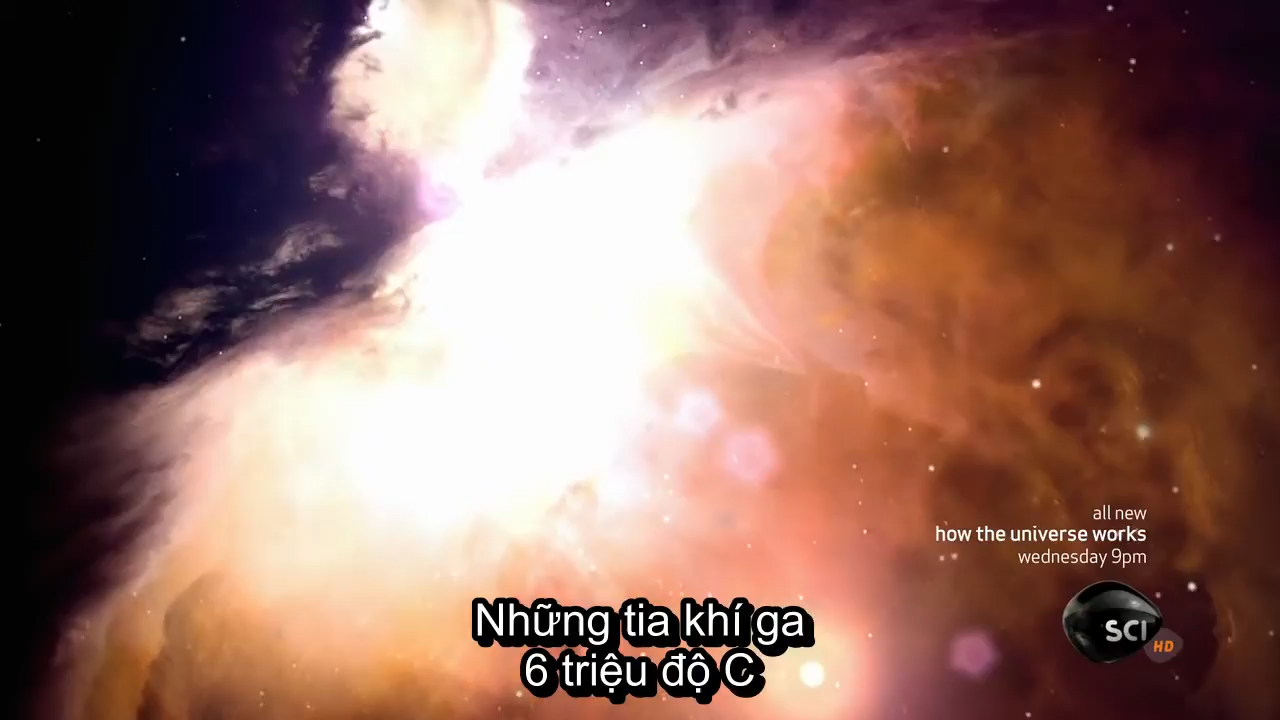 all new
how the universe works
wednesday 9pm
SCI
HD
Những tia khí ga
6 triệu độ C